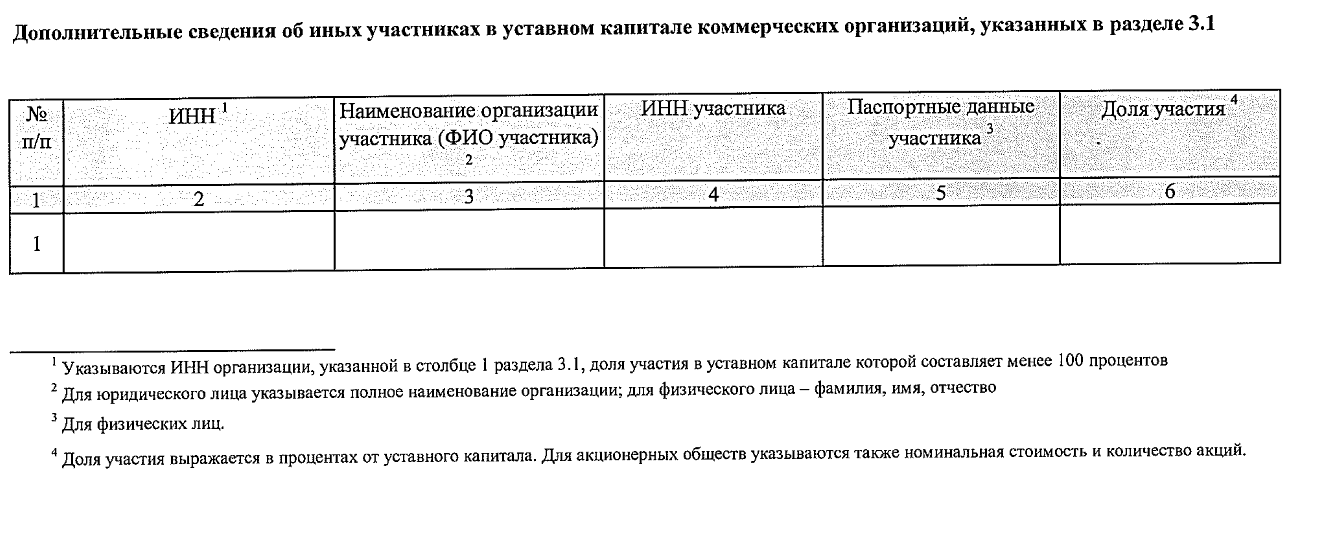 Дополнительные сведения об иных участниках в уставном капитале коммерческих организаций, указанных в разделе 3.1
№ п/п
ИНН 1
Наименование организации
участника (ФИО участника)
2
ИНН участника
Паспортные данные
участника 3
Доля участия 4
1
2
3
4
5
6
1
1 Указываются ИНН организации, указанной в столбце 1 раздела 3.1, доля участия в уставном капитале которой составляет менее 100 процентов
2 Для юридического лица указывается полное наименование организации; для физического лица – фамилия, имя, отчество
3 Для физических лиц.
4 Доля участия выражается в процентах от уставного капитала. Для акционерных обществ указываются также номинальная стоимость и количество акций.